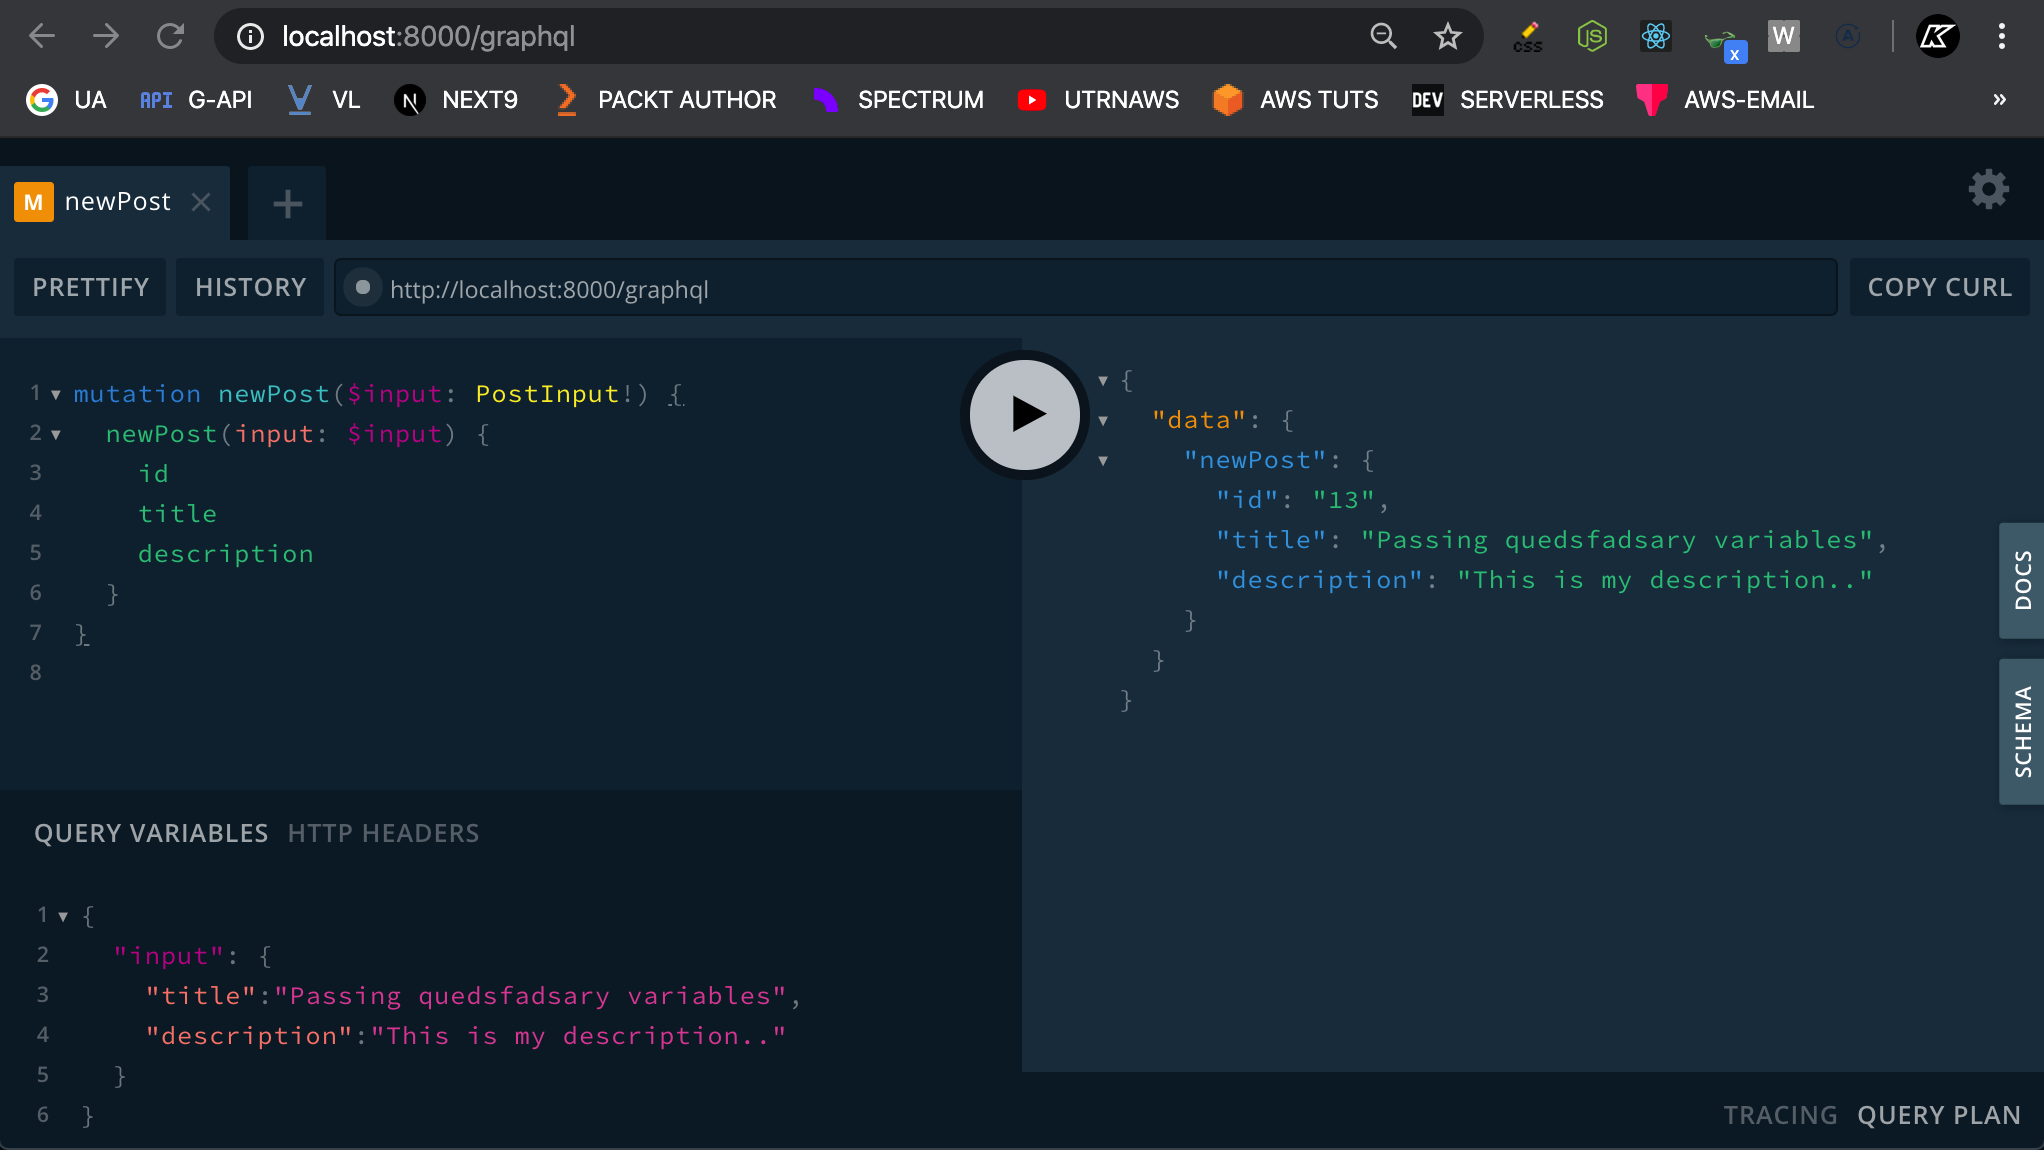 localhost:8000/graphql
css JS x W A
G UA API G-API VL N NEXT9 PACKT AUTHOR SPECTRUM UTRNAWS AWS TUTS DEV SERVERLESS AWS-EMAIL »
M newPost
PRETTIFY HISTORY http://localhost:8000/graphql COPY CURL
1 mutation newPost($input: PostInput!) {
2 newPost(input: $input) {
3 id
4 title
5 description
6 }
7 }
8
{
"data": {
"newPost": {
"id": "13",
"title": "Passing quedsfadsary variables",
"description": "This is my description.."
}
}
}
DOCS
SCHEMA
QUERY VARIABLES HTTP HEADERS
1 {
2 "input": {
3 "title":"Passing quedsfadsary variables",
4 "description":"This is my description.."
5 }
6 }
TRACING QUERY PLAN